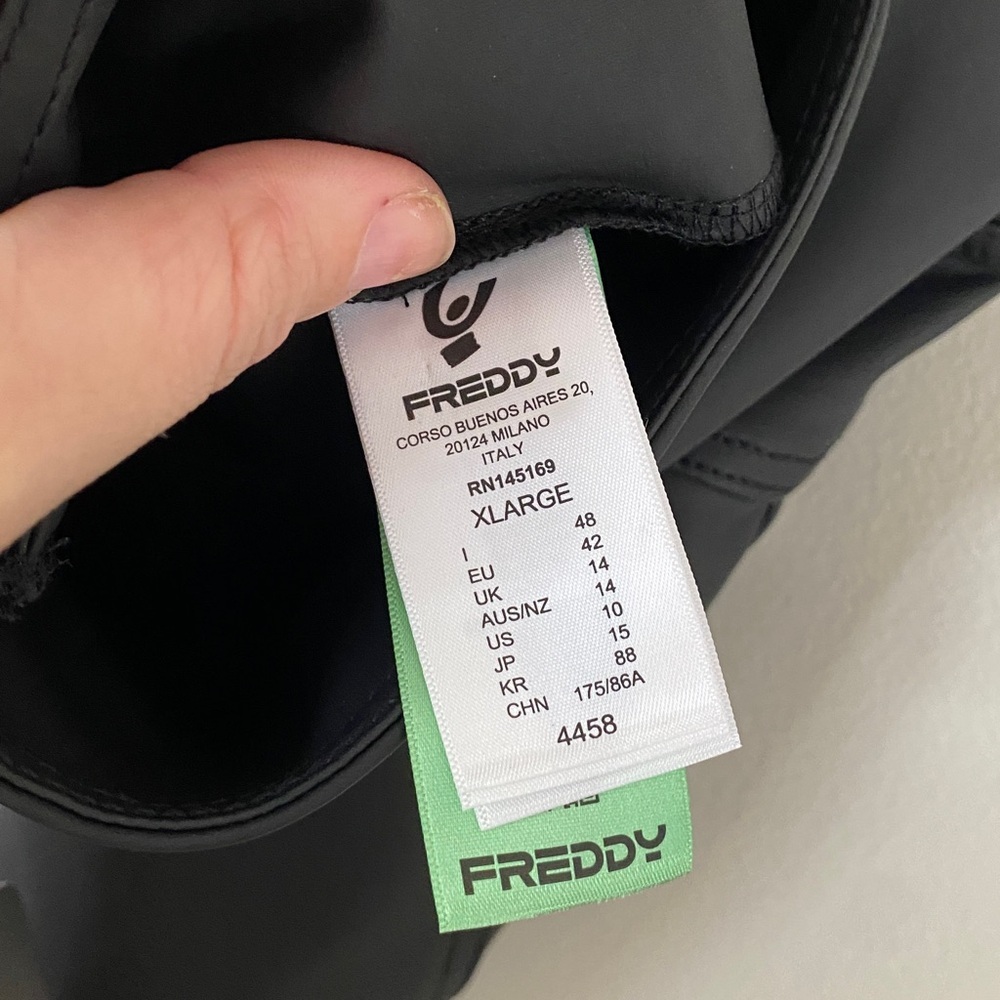 FREDDY
CORSO BUENOS AIRES 20,
20124 MILANO
ITALY
RN145169
XLARGE
I 48
EU 42
UK 14
AUS/NZ 14
US 10
JP 15
KR 88
CHN 175/86A
4458
FREDDY